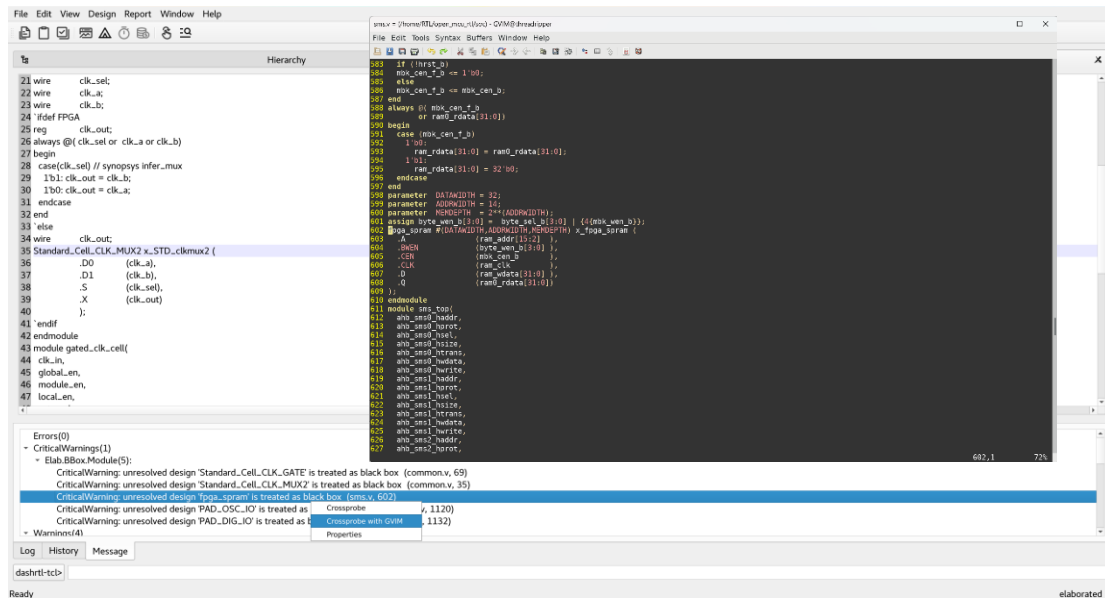 File Edit View Design Report Window Help
Hierarchy
21 wire clk_sel;
22 wire clk_a;
23 wire clk_b;
24 `ifdef FPGA
25 reg clk_out;
26 always @( clk_sel or clk_a or clk_b)
27 begin
28 case(clk_sel) // synopsys infer_mux
29 1'b1: clk_out = clk_b;
30 1'b0: clk_out = clk_a;
31 endcase
32 end
33 `else
34 wire clk_out;
35 Standard_Cell_CLK_MUX2 x_STD_clkmux2 (
36 .D0 (clk_a),
37 .D1 (clk_b),
38 .S (clk_sel),
39 .X (clk_out)
40 );
41 `endif
42 endmodule
43 module gated_clk_cell(
44 clk_in,
45 global_en,
46 module_en,
47 local_en,
sms.v = (/home/RTL/open_mcu_rtl/soc) - GVIM@threadripper
File Edit Tools Syntax Buffers Window Help
583 if (!hrst_b)
584 mbk_cen_f_b <= 1'b0;
585 else
586 mbk_cen_f_b <= mbk_cen_b;
587 end
588 always @( mbk_cen_f_b
589 or ram0_rdata[31:0])
590 begin
591 case (mbk_cen_f_b)
592 1'b0:
593 ram_rdata[31:0] = ram0_rdata[31:0];
594 1'b1:
595 ram_rdata[31:0] = 32'b0;
596 endcase
597 end
598 parameter DATAWIDTH = 32;
599 parameter ADDRWIDTH = 14;
600 parameter MEMDEPTH = 2**(ADDRWIDTH);
601 assign byte_wen_b[3:0] = byte_sel_b[3:0] | {4{mbk_wen_b}};
602 fpga_spram #(DATAWIDTH,ADDRWIDTH,MEMDEPTH) x_fpga_spram (
603 .A (ram_addr[15:2] ),
604 .BWEN (byte_wen_b[3:0] ),
605 .CEN (mbk_cen_b ),
606 .CLK (ram_clk ),
607 .D (ram_wdata[31:0] ),
608 .Q (ram0_rdata[31:0])
609 );
610 endmodule
611 module sms_top(
612 ahb_sms0_haddr,
613 ahb_sms0_hprot,
614 ahb_sms0_hsel,
615 ahb_sms0_hsize,
616 ahb_sms0_htrans,
617 ahb_sms0_hwdata,
618 ahb_sms0_hwrite,
619 ahb_sms1_haddr,
620 ahb_sms1_hprot,
621 ahb_sms1_hsel,
622 ahb_sms1_hsize,
623 ahb_sms1_htrans,
624 ahb_sms1_hwdata,
625 ahb_sms1_hwrite,
626 ahb_sms2_haddr,
627 ahb_sms2_hprot,
602,1 72%
Errors(0)
CriticalWarnings(1)
Elab.BBox.Module(5):
CriticalWarning: unresolved design 'Standard_Cell_CLK_GATE' is treated as black box (common.v, 69)
CriticalWarning: unresolved design 'Standard_Cell_CLK_MUX2' is treated as black box (common.v, 35)
CriticalWarning: unresolved design 'fpga_spram' is treated as black box (sms.v, 602)
CriticalWarning: unresolved design 'PAD_OSC_IO' is treated as v, 1120)
CriticalWarning: unresolved design 'PAD_DIG_IO' is treated as b , 1132)
Warnings(4)
Crossprobe
Crossprobe with GVIM
Properties
Log History Message
dashrtl-tcl>
Ready elaborated